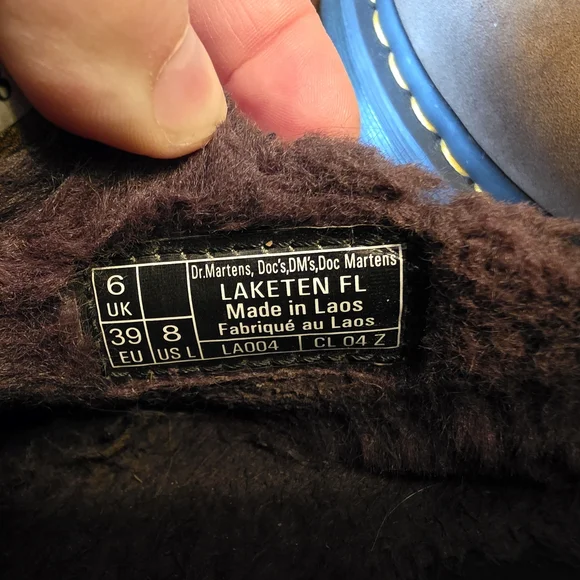 6
UK
39
EU
8
US L
Dr.Martens, Doc's,DM's,Doc Martens
LAKETEN FL
Made in Laos
Fabriqué au Laos
LA004
CL 04 Z